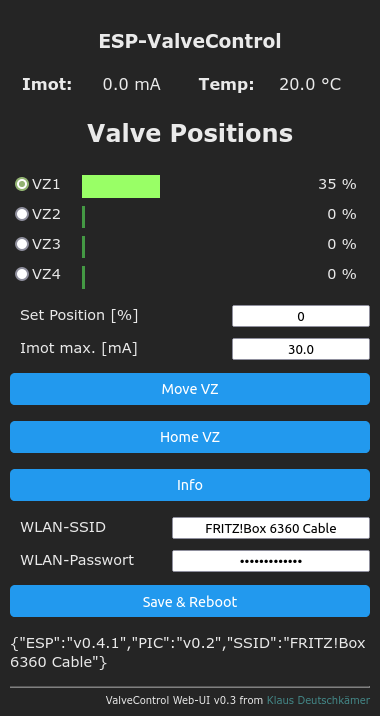 ESP-ValveControl
Imot: 0.0 mA Temp: 20.0 °C
Valve Positions
VZ1 35 %
VZ2 0 %
VZ3 0 %
VZ4 0 %
Set Position [%] 0
Imot max. [mA] 30.0
Move VZ
Home VZ
Info
WLAN-SSID FRITZ!Box 6360 Cable
WLAN-Passwort •••••••••••••
Save & Reboot
{"ESP":"v0.4.1","PIC":"v0.2","SSID":"FRITZ!Box
6360 Cable"}
ValveControl Web-UI v0.3 from Klaus Deutschkämer